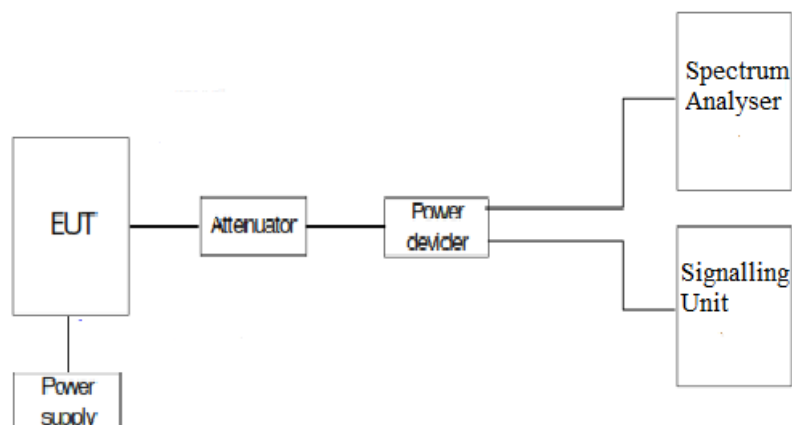 Spectrum
Analyser
EUT
Attenuator
Power
devider
Signalling
Unit
Power
supply